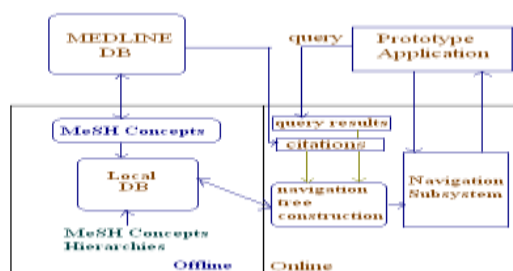 MEDLINE
DB
query
Prototype
Application
MeSH Concepts
query results
citations
Local
DB
navigation
tree
construction
Navigation
Subsystem
MeSH Concepts
Hierarchies
Offline
Online